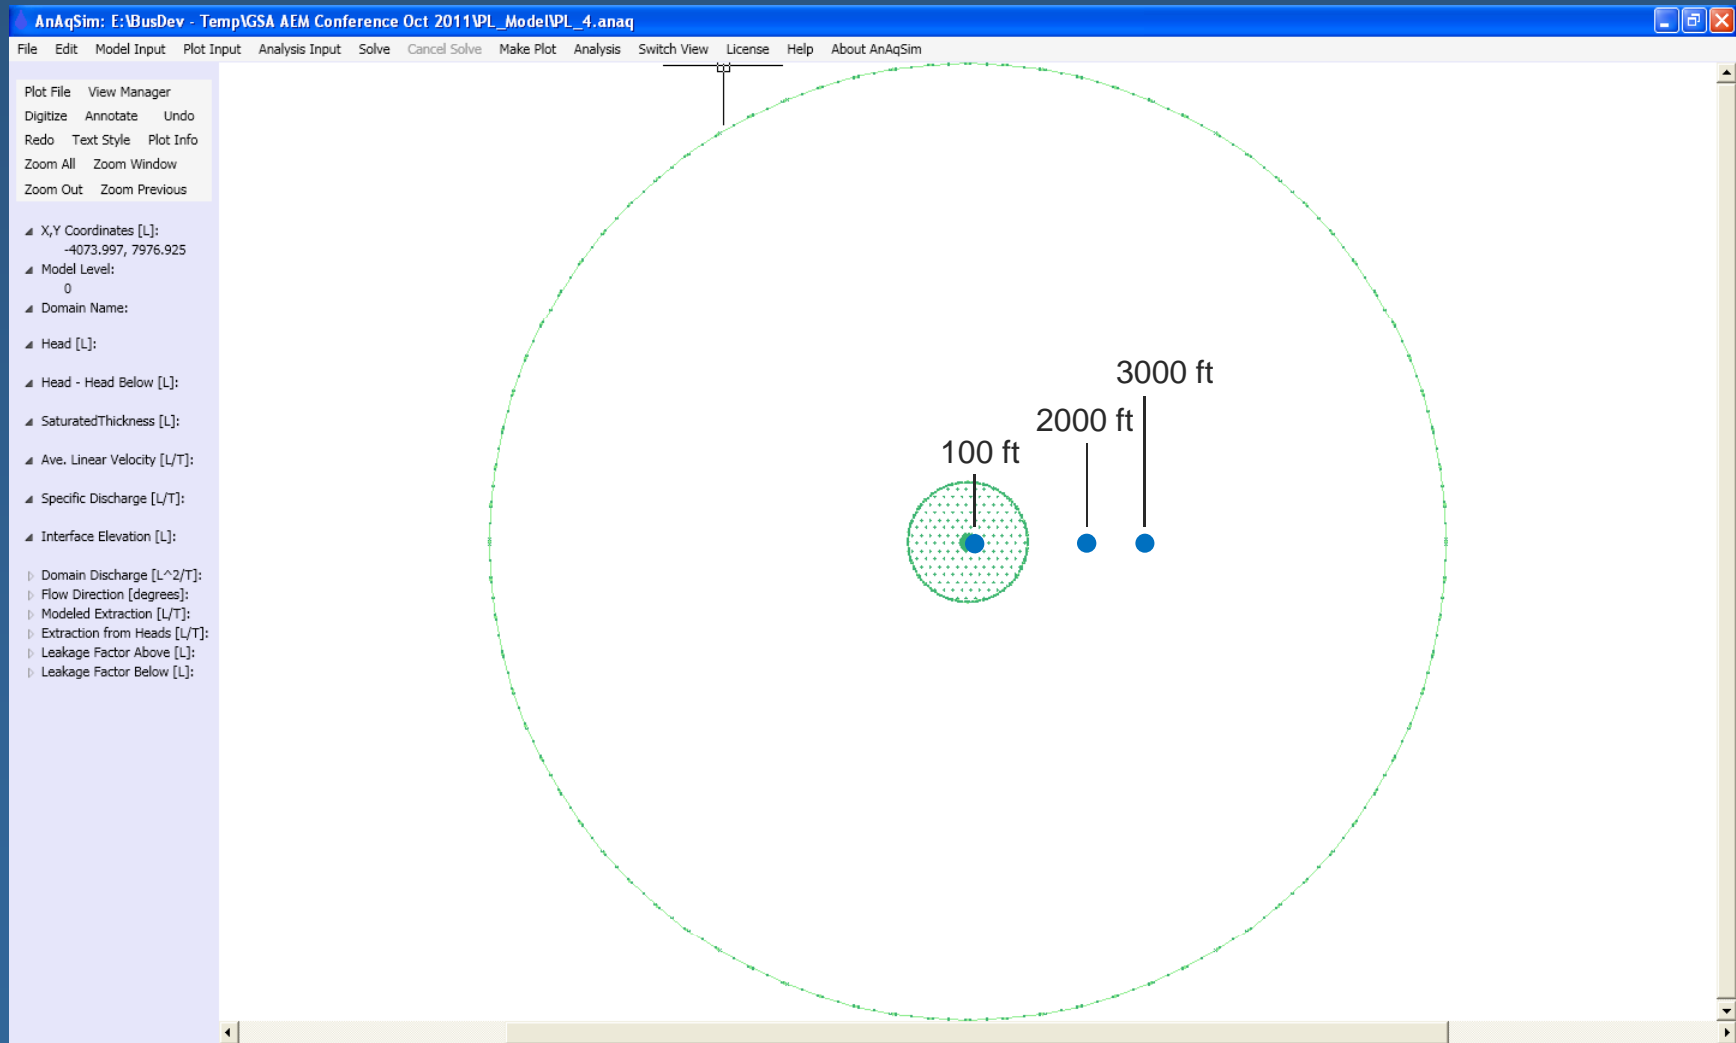 AnAqSim: E:\BusDev - Temp\GSA AEM Conference Oct 2011\PL_Model\PL_4.anaq
File Edit Model Input Plot Input Analysis Input Solve Cancel Solve Make Plot Analysis Switch View License Help About AnAqSim
Plot File View Manager
Digitize Annotate Undo
Redo Text Style Plot Info
Zoom All Zoom Window
Zoom Out Zoom Previous
X,Y Coordinates [L]:
-4073.997, 7976.925
Model Level:
0
Domain Name:
Head [L]:
Head - Head Below [L]:
SaturatedThickness [L]:
Ave. Linear Velocity [L/T]:
Specific Discharge [L/T]:
Interface Elevation [L]:
Domain Discharge [L^2/T]:
Flow Direction [degrees]:
Modeled Extraction [L/T]:
Extraction from Heads [L/T]:
Leakage Factor Above [L]:
Leakage Factor Below [L]:
3000 ft
2000 ft
100 ft